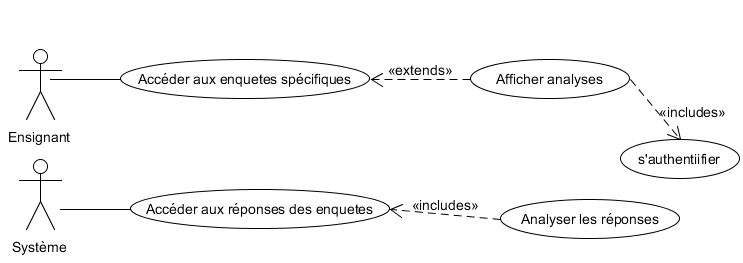 Accéder aux enquetes spécifiques
«extends»
Afficher analyses
«includes»
Ensignant
s'authentiifier
Accéder aux réponses des enquetes
«includes»
Analyser les réponses
Système